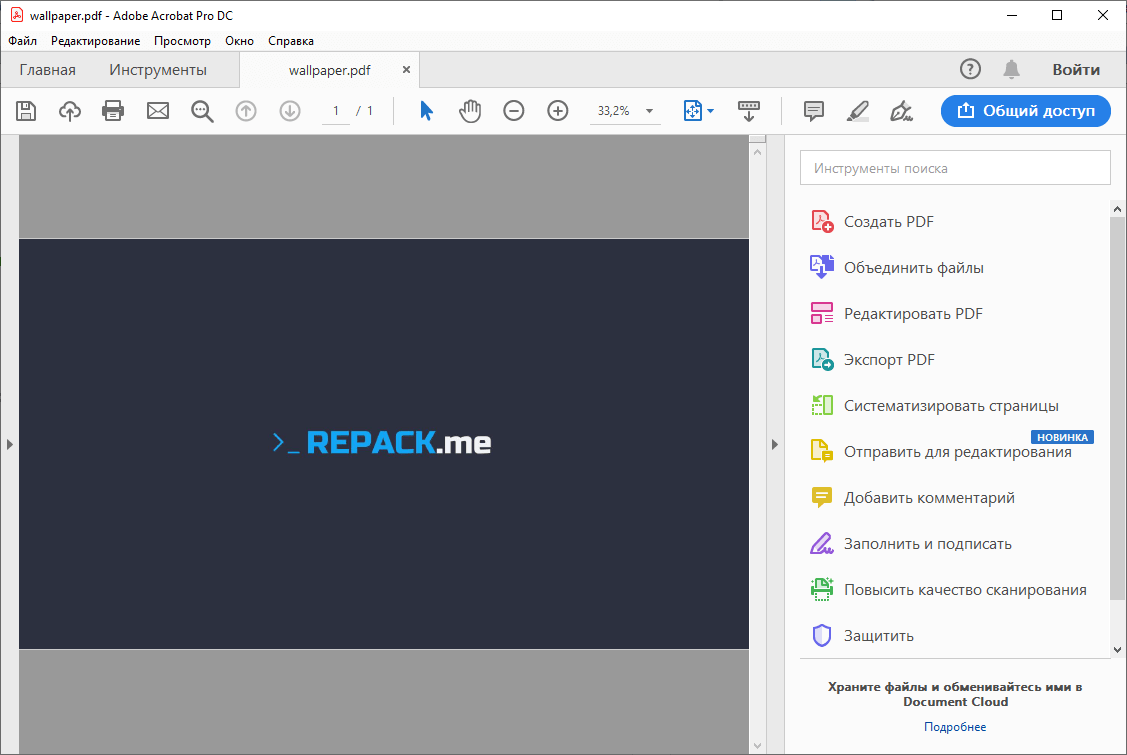 wallpaper.pdf - Adobe Acrobat Pro DC
Файл Редактирование Просмотр Окно Справка
Главная Инструменты wallpaper.pdf × ? Войти
1 / 1 33,2% Общий доступ
Инструменты поиска
Создать PDF
Объединить файлы
Редактировать PDF
Экспорт PDF
Систематизировать страницы
НОВИНКА
Отправить для редактирования
>_ REPACK.me
Добавить комментарий
Заполнить и подписать
Повысить качество сканирования
Защитить
Храните файлы и обменивайтесь ими в
Document Cloud
Подробнее